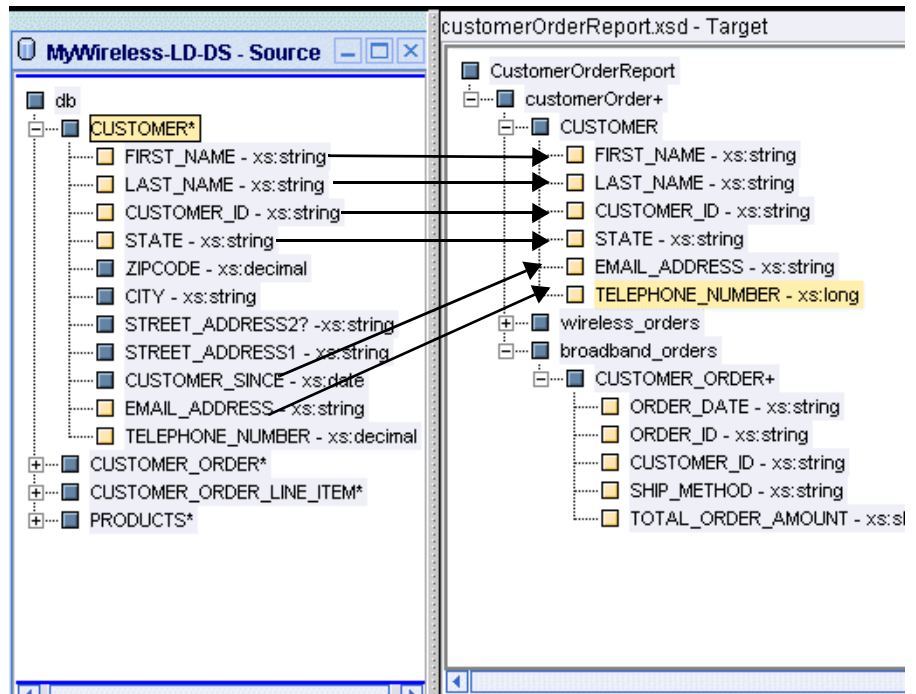 MyWireless-LD-DS - Source
db
CUSTOMER*
FIRST_NAME - xs:string
LAST_NAME - xs:string
CUSTOMER_ID - xs:string
STATE - xs:string
ZIPCODE - xs:decimal
CITY - xs:string
STREET_ADDRESS2? -xs:string
STREET_ADDRESS1 - xs:string
CUSTOMER_SINCE - xs:date
EMAIL_ADDRESS - xs:string
TELEPHONE_NUMBER - xs:decimal
CUSTOMER_ORDER*
CUSTOMER_ORDER_LINE_ITEM*
PRODUCTS*
customerOrderReport.xsd - Target
CustomerOrderReport
customerOrder+
CUSTOMER
FIRST_NAME - xs:string
LAST_NAME - xs:string
CUSTOMER_ID - xs:string
STATE - xs:string
EMAIL_ADDRESS - xs:string
TELEPHONE_NUMBER - xs:long
wireless_orders
broadband_orders
CUSTOMER_ORDER+
ORDER_DATE - xs:string
ORDER_ID - xs:string
CUSTOMER_ID - xs:string
SHIP_METHOD - xs:string
TOTAL_ORDER_AMOUNT -